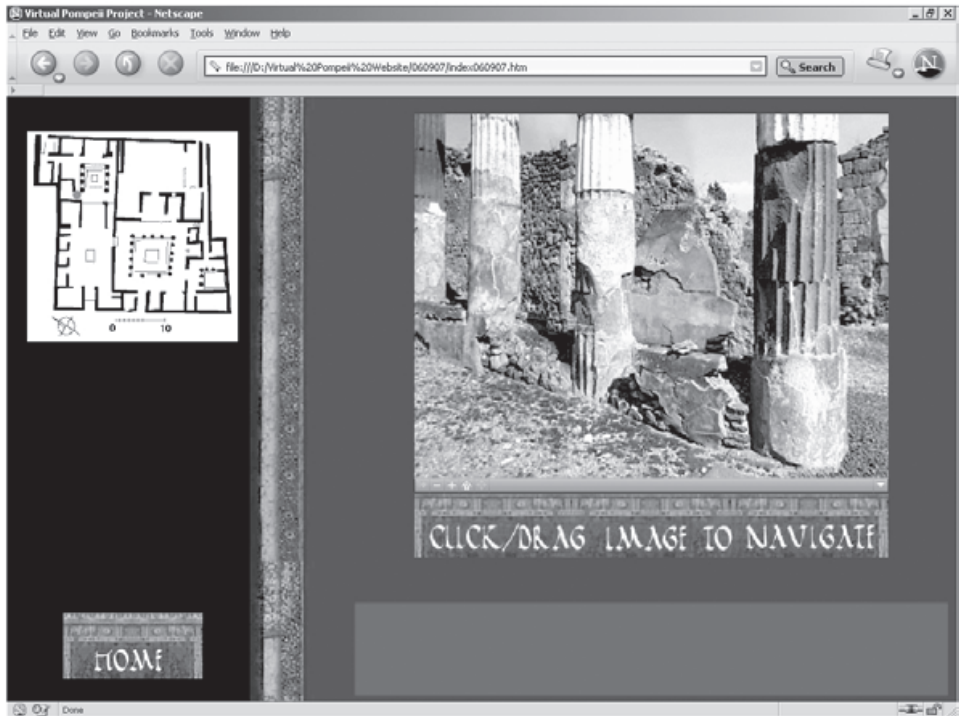 Virtual Pompeii Project - Netscape
File Edit View Go Bookmarks Tools Window Help
file:///D:/Virtual%20Pompeii%20Website/060907/index060907.htm
Search
N
0 10
CLICK/DRAG IMAGE TO NAVIGATE
HOME
Done